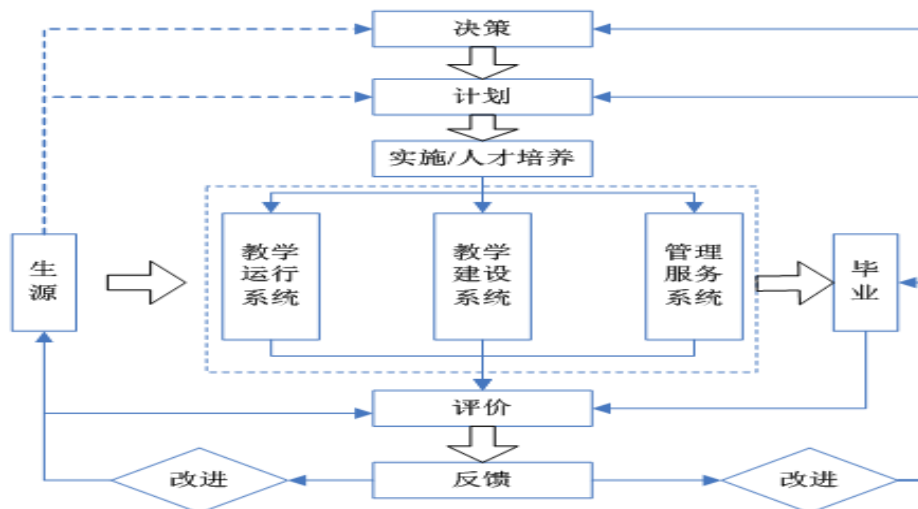 决策
计划
实施/人才培养
生
源
教学
运行
系统
教学
建设
系统
管理
服务
系统
毕
业
评价
改进
反馈
改进